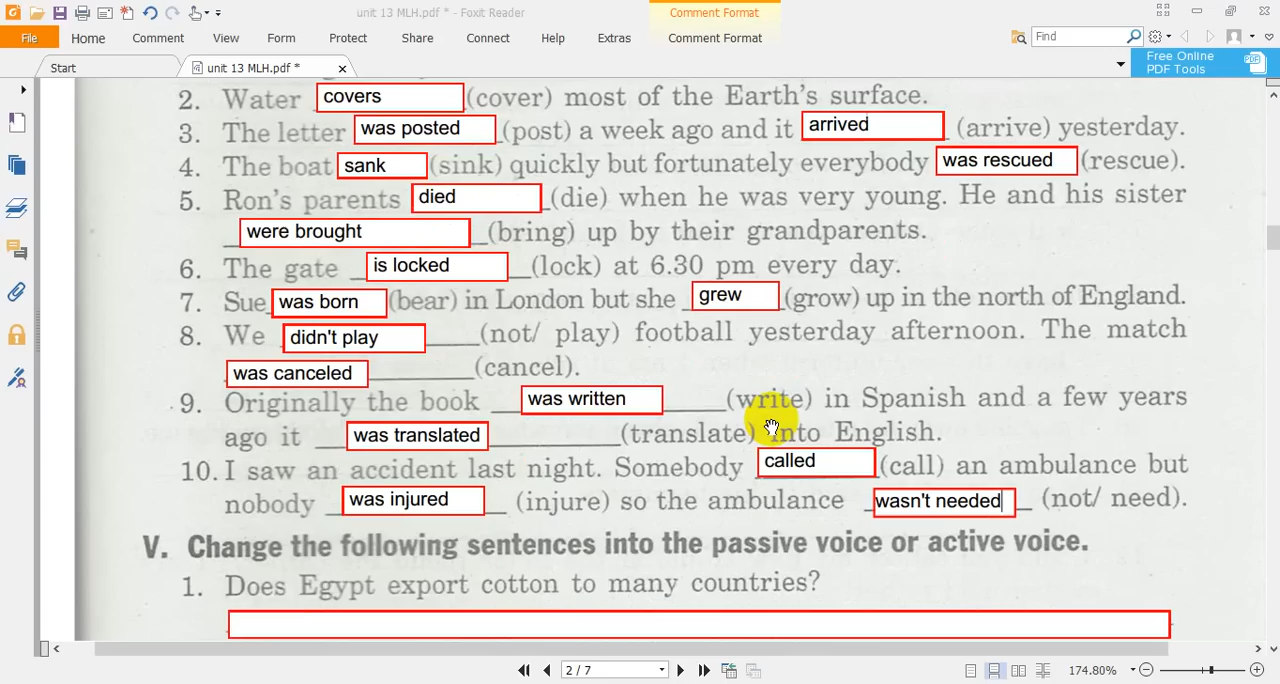 unit 13 MLH.pdf * - Foxit Reader
Comment Format
File Home Comment View Form Protect Share Connect Help Extras Comment Format
Find
Start
unit 13 MLH.pdf *
Free Online
PDF Tools
2. Water covers (cover) most of the Earth's surface.
3. The letter was posted (post) a week ago and it arrived (arrive) yesterday.
4. The boat sank (sink) quickly but fortunately everybody was rescued (rescue).
5. Ron's parents died (die) when he was very young. He and his sister
were brought (bring) up by their grandparents.
6. The gate is locked (lock) at 6.30 pm every day.
7. Sue was born (bear) in London but she grew (grow) up in the north of England.
8. We didn't play (not/ play) football yesterday afternoon. The match
was canceled (cancel).
9. Originally the book was written (write) in Spanish and a few years
ago it was translated (translate) into English.
10. I saw an accident last night. Somebody called (call) an ambulance but
nobody was injured (injure) so the ambulance wasn't needed (not/ need).
V. Change the following sentences into the passive voice or active voice.
1. Does Egypt export cotton to many countries?
2 / 7
174.80%